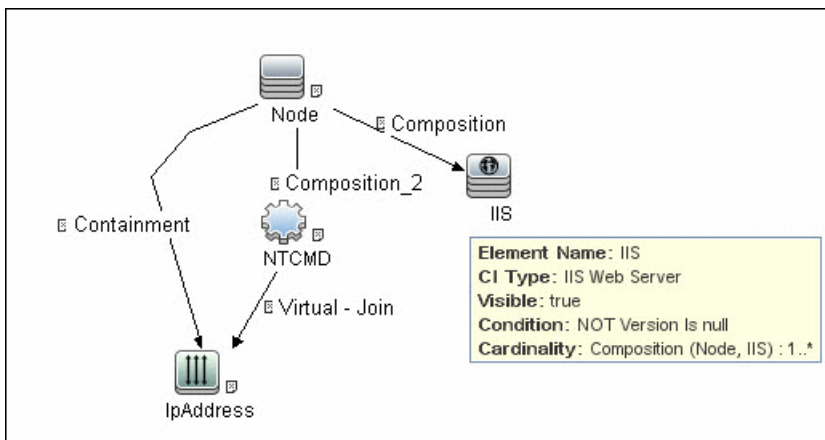 Node
Composition
Composition_2
IIS
Containment
NTCMD
Virtual - Join
IpAddress
Element Name: IIS
CI Type: IIS Web Server
Visible: true
Condition: NOT Version Is null
Cardinality: Composition (Node, IIS) : 1..*